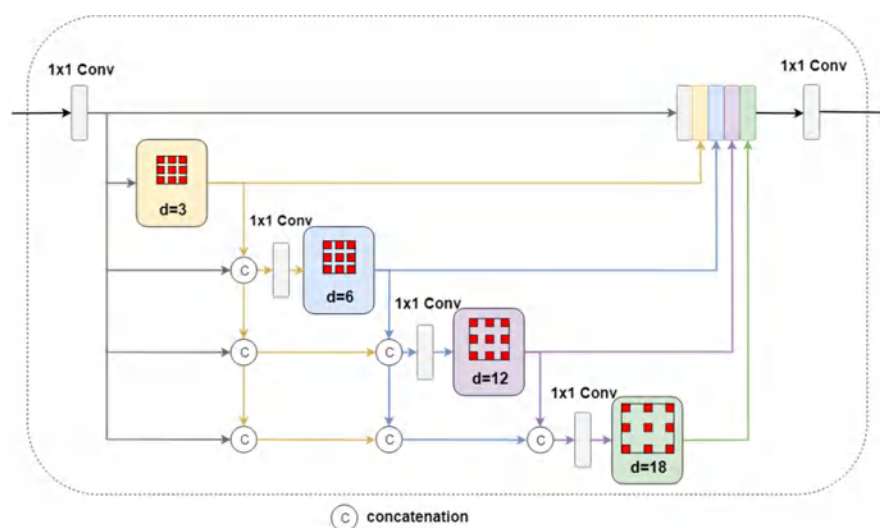 1x1 Conv
1x1 Conv
d=3
1x1 Conv
C
d=6
1x1 Conv
C
C
d=12
1x1 Conv
C
C
C
d=18
C concatenation